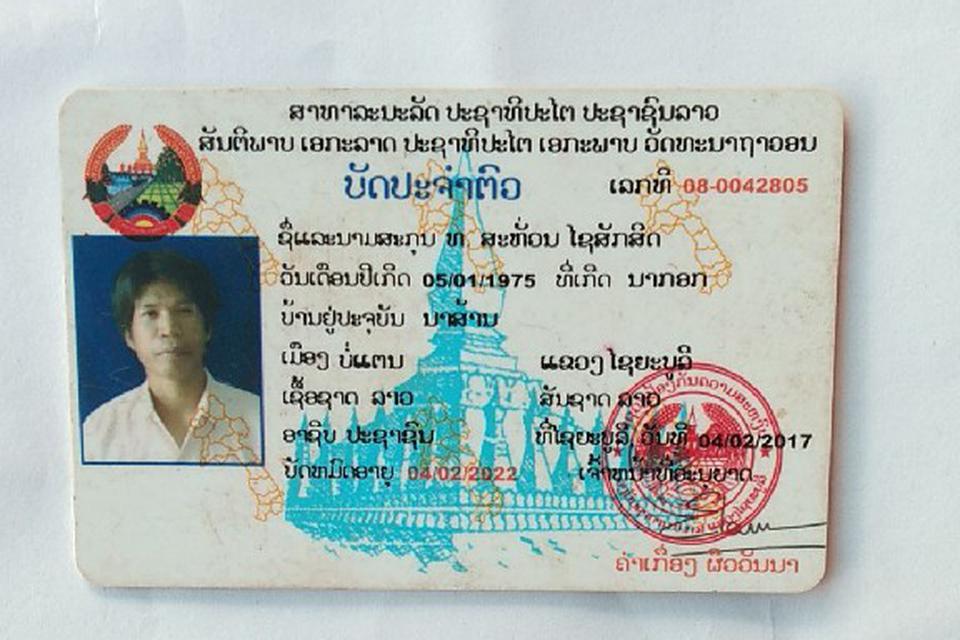 ສາທາລະນະລັດ ປະຊາທິປະໄຕ ປະຊາຊົນລາວ
ສັນຕິພາບ ເອກະລາດ ປະຊາທິປະໄຕ ເອກະພາບ ວັດທະນາຖາວອນ
ບັດປະຈຳຕົວ
ເລກທີ 08-0042805
ຊື່ແລະນາມສະກຸນ ທ ສະຫ້ວນ ໄຊສັກສິດ
ວັນເດືອນປີເກີດ 05/01/1975 ທີ່ເກີດ ນາກອກ
ບ້ານຢູ່ປະຈຸບັນ ນາສ້ານ
ເມືອງ ບໍ່ແຕນ ແຂວງ ໄຊຍະບູລີ
ເຊື້ອຊາດ ລາວ ສັນຊາດ ລາວ
ອາຊີບ ປະຊາຊົນ ທີ່ໄຊຍະບູລີ, ວັນທີ 04/02/2017
ບັດຫມົດອາຍຸ 04/02/2022 ເຈົ້າຫນ້າທີ່ອະນຸຍາດ
ຄຳເກື່ອງ ຜິວວັນນາ